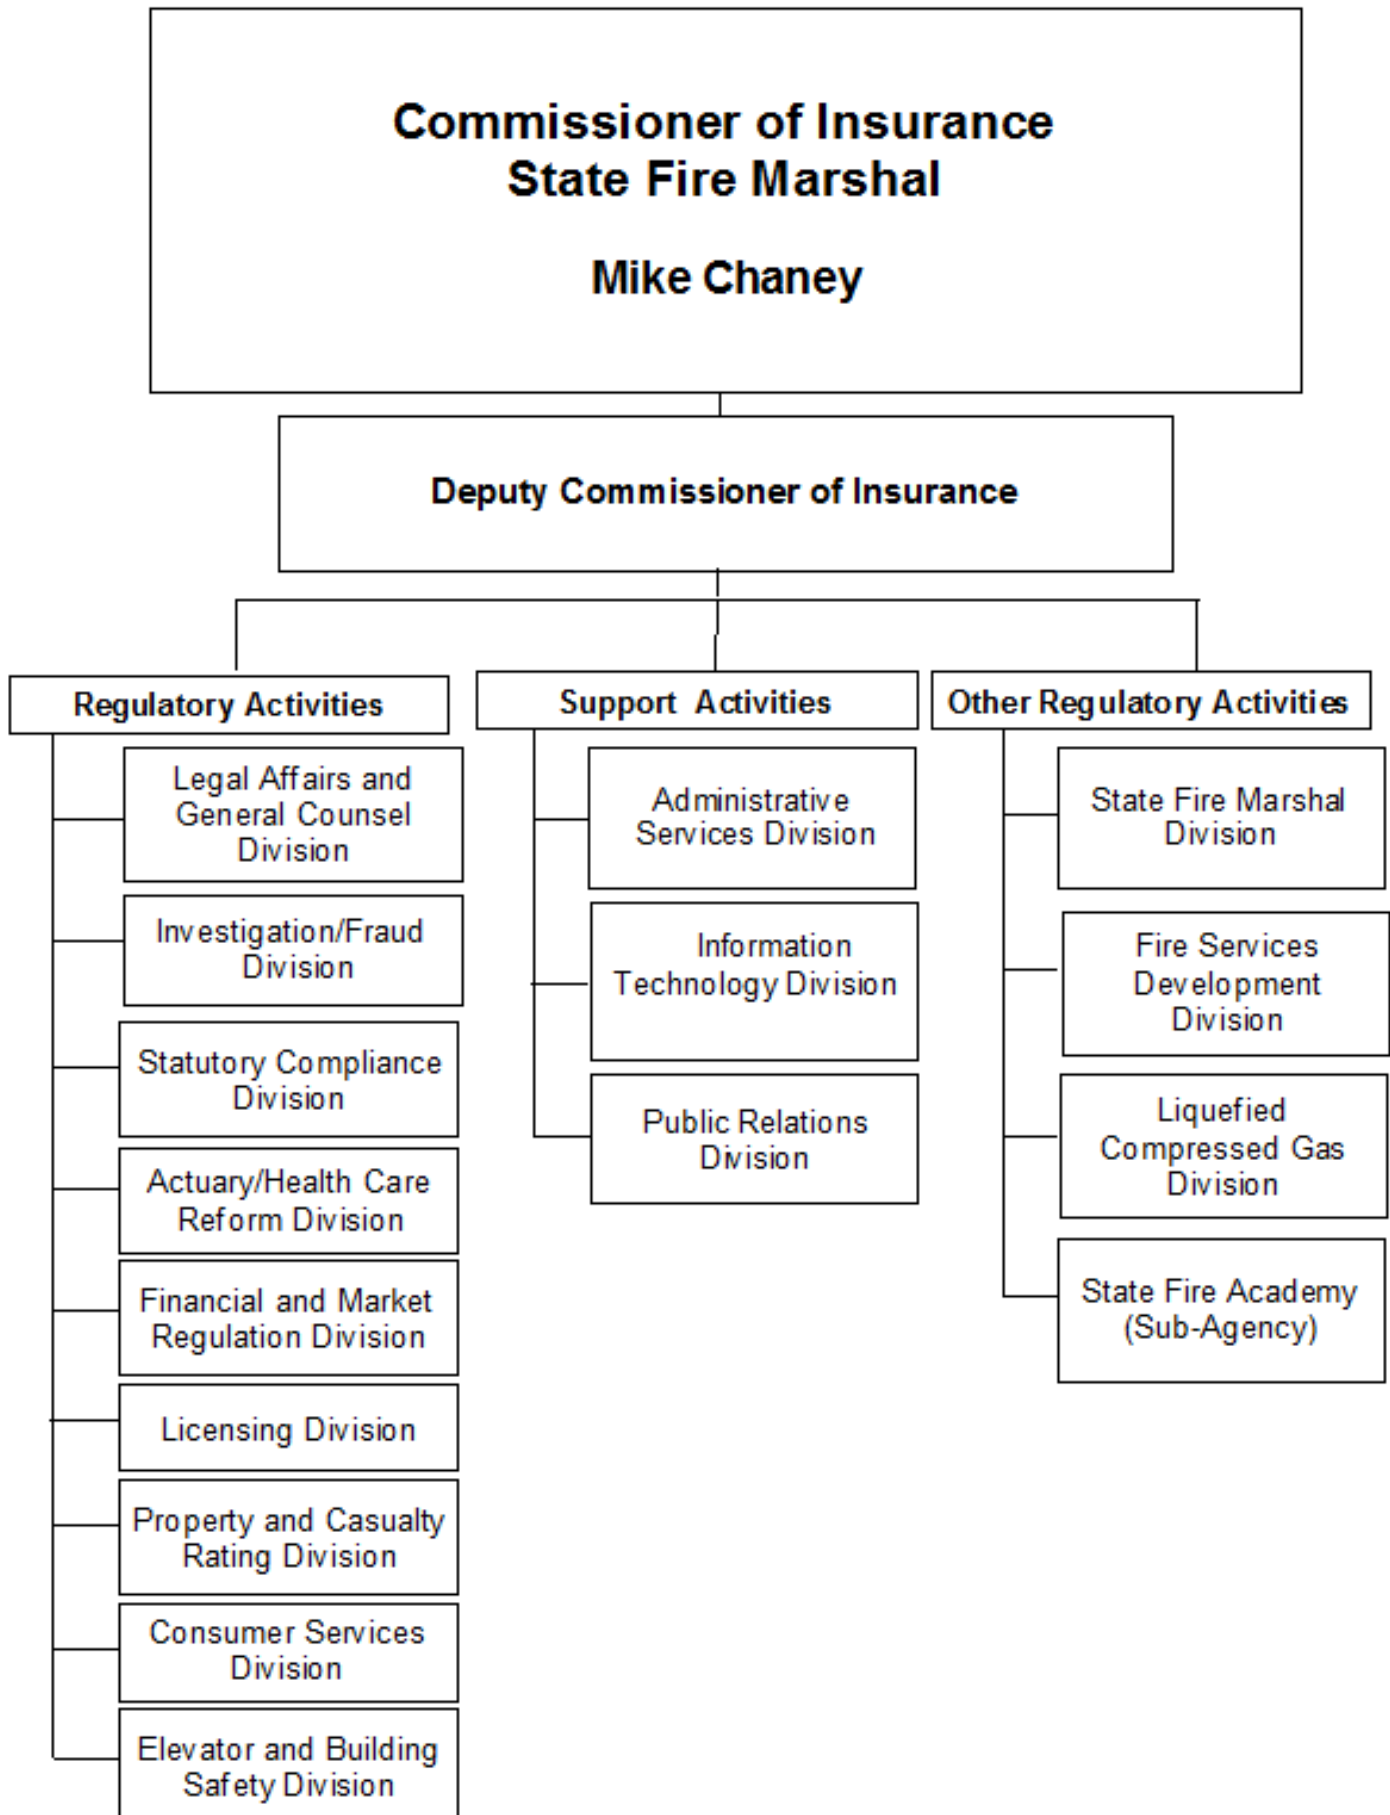 Commissioner of Insurance
State Fire Marshal
Mike Chaney
Deputy Commissioner of Insurance
Regulatory Activities
Legal Affairs and
General Counsel
Division
Investigation/Fraud
Division
Statutory Compliance
Division
Actuary/Health Care
Reform Division
Financial and Market
Regulation Division
Licensing Division
Property and Casualty
Rating Division
Consumer Services
Division
Elevator and Building
Safety Division
Support Activities
Administrative
Services Division
Information
Technology Division
Public Relations
Division
Other Regulatory Activities
State Fire Marshal
Division
Fire Services
Development
Division
Liquefied
Compressed Gas
Division
State Fire Academy
(Sub-Agency)